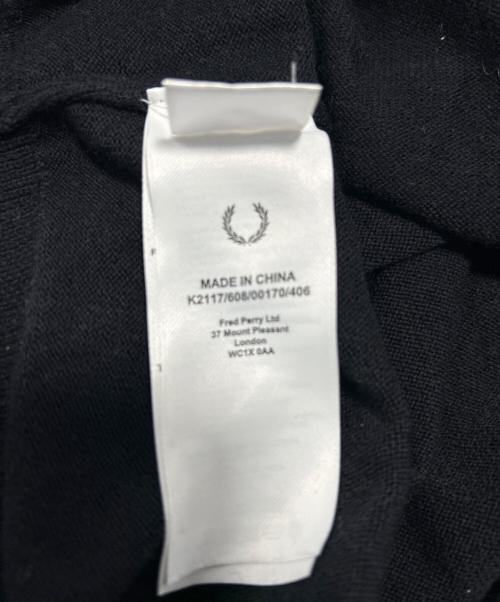 MADE IN CHINA
K2117/608/00170/406
Fred Perry Ltd
37 Mount Pleasant
London
WC1X 0AA